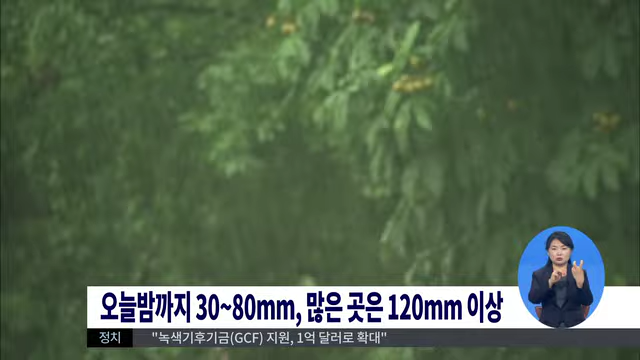 오늘밤까지 30~80mm, 많은 곳은 120mm 이상
정치 "녹색기후기금(GCF) 지원, 1억 달러로 확대"